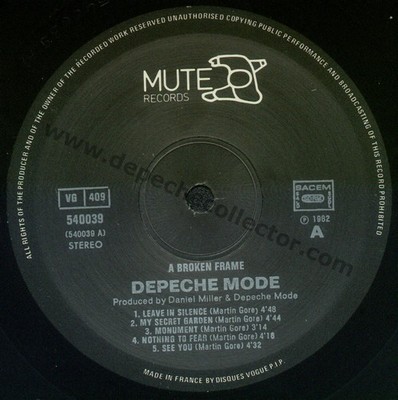 ALL RIGHTS OF THE PRODUCER AND OF THE OWNER OF THE RECORDED WORK RESERVED UNAUTHORISED COPYING PUBLIC PERFORMANCE AND BROADCASTING OF THIS RECORD PROHIBITED
MUTE
RECORDS
VG 409
540039
(540039 A)
STEREO
SACEM
℗ 1982
A
www.depechecollector.com
A BROKEN FRAME
DEPECHE MODE
Produced by Daniel Miller & Depeche Mode
1. LEAVE IN SILENCE (Martin Gore) 4'48
2. MY SECRET GARDEN (Martin Gore) 4'44
3. MONUMENT (Martin Gore) 3'14
4. NOTHING TO FEAR (Martin Gore) 4'16
5. SEE YOU (Martin Gore) 4'32
MADE IN FRANCE BY DISQUES VOGUE P.I.P.